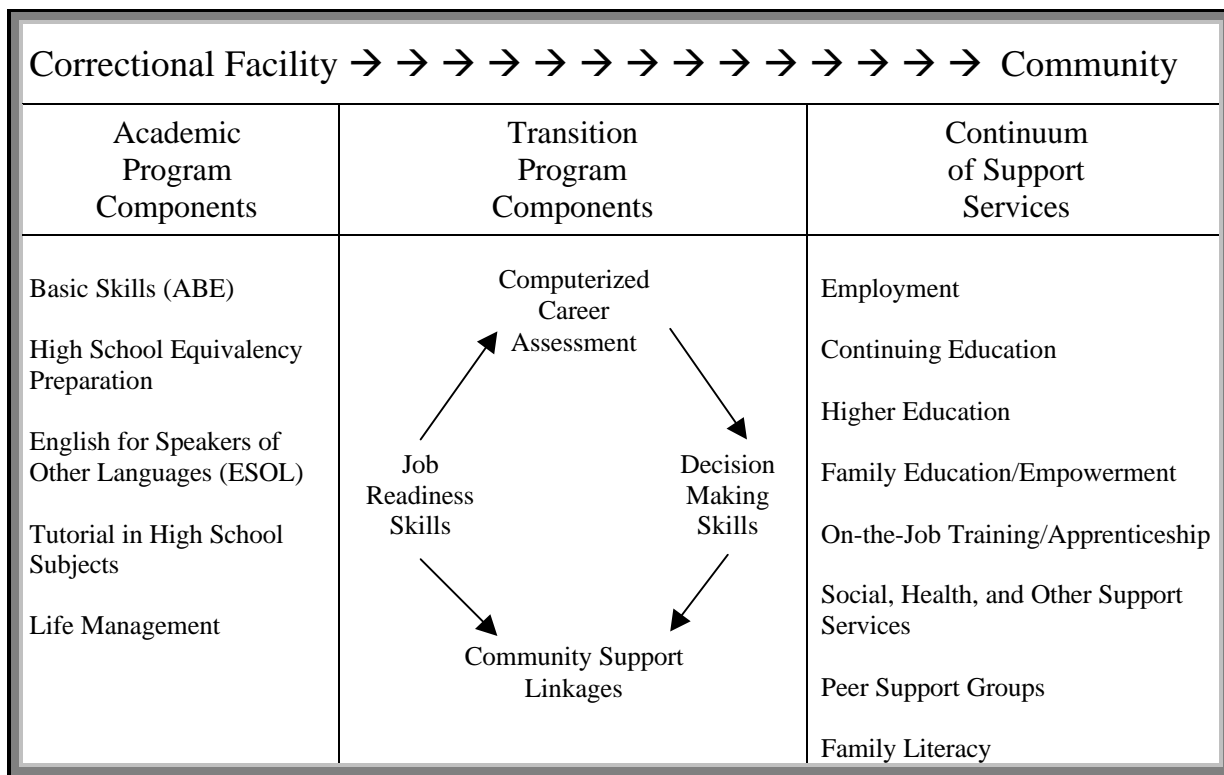 Correctional Facility → → → → → → → → → → → → → → Community
Academic
Program
Components
Transition
Program
Components
Continuum
of Support
Services
Basic Skills (ABE)
High School Equivalency
Preparation
English for Speakers of
Other Languages (ESOL)
Tutorial in High School
Subjects
Life Management
Computerized
Career
Assessment
Job
Readiness
Skills
Decision
Making
Skills
Community Support
Linkages
Employment
Continuing Education
Higher Education
Family Education/Empowerment
On-the-Job Training/Apprenticeship
Social, Health, and Other Support
Services
Peer Support Groups
Family Literacy